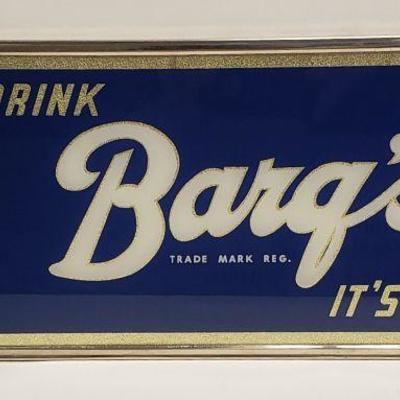 DRINK
Barq's
TRADE MARK REG.
IT'S